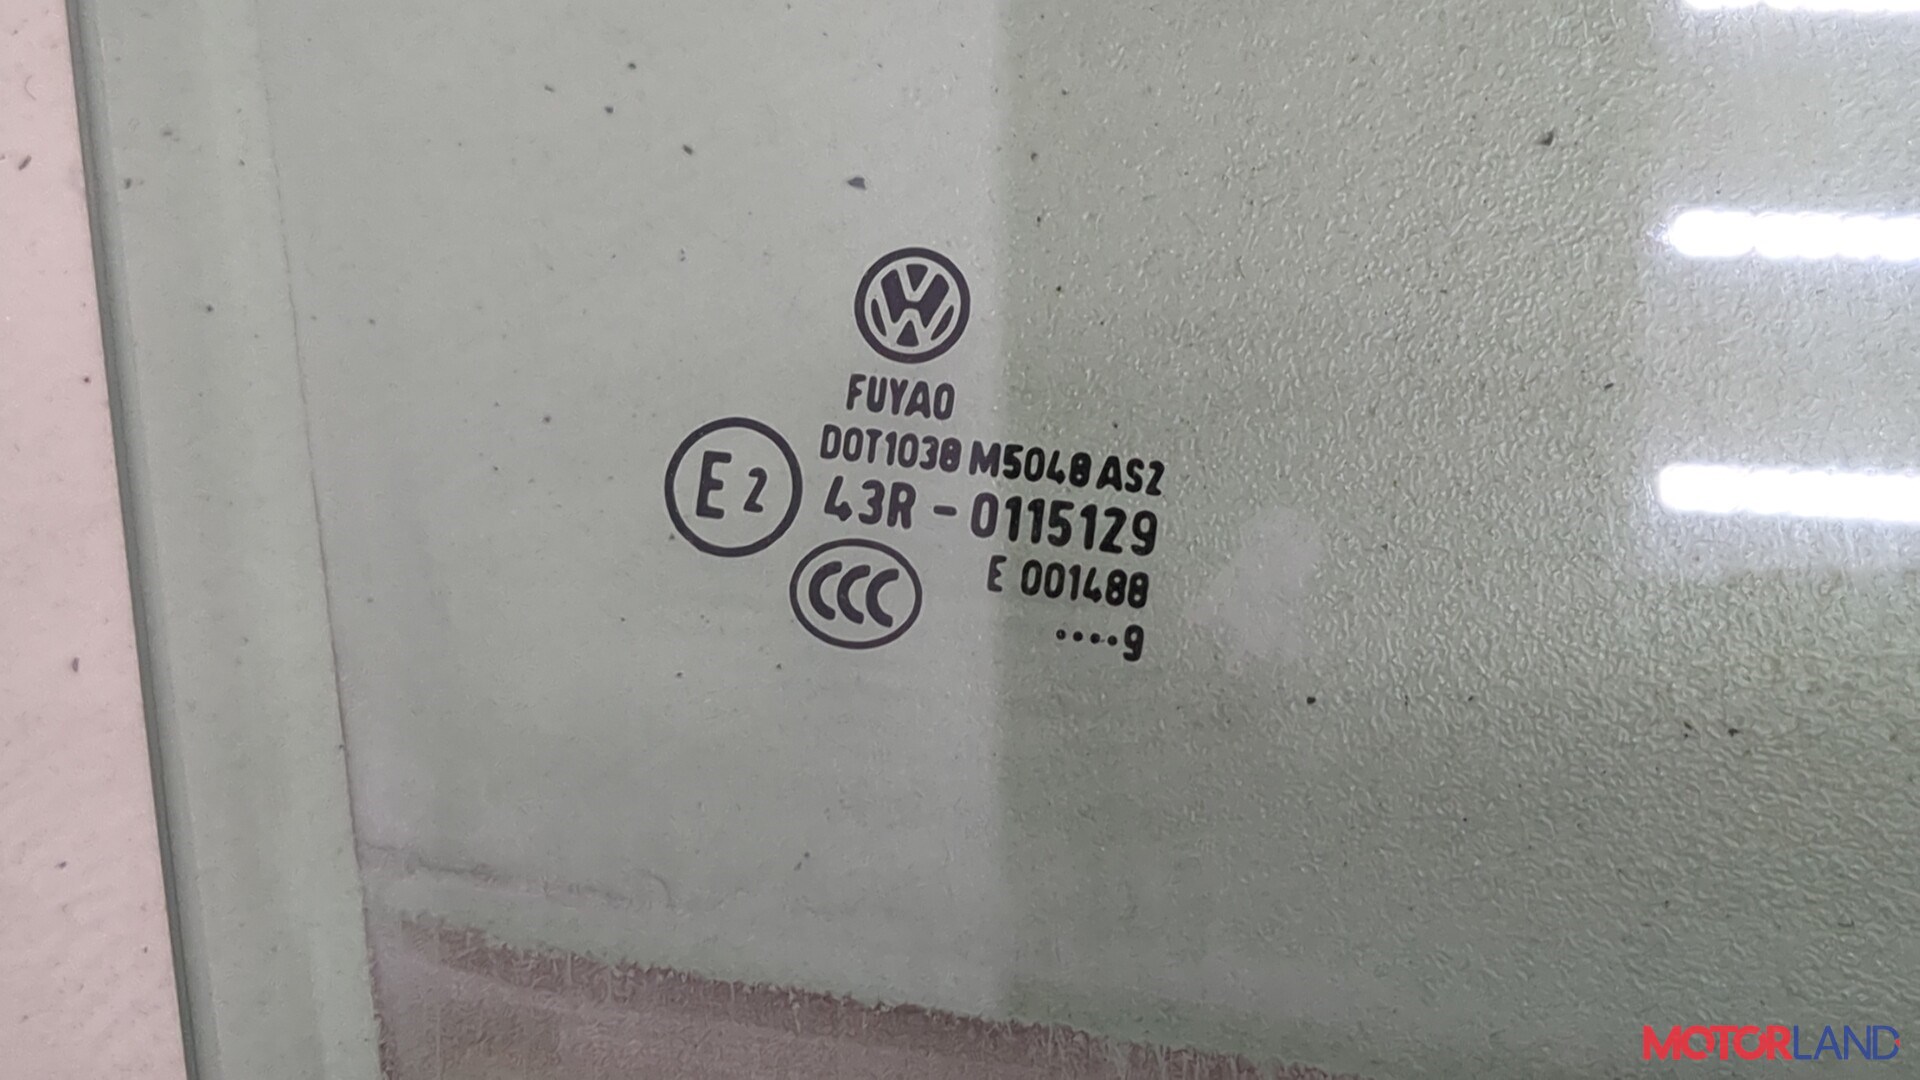 FUYAO
DOT1038 M5048 AS2
E2
43R - 0115129
CCC
E 001488
....9
MOTORLAND